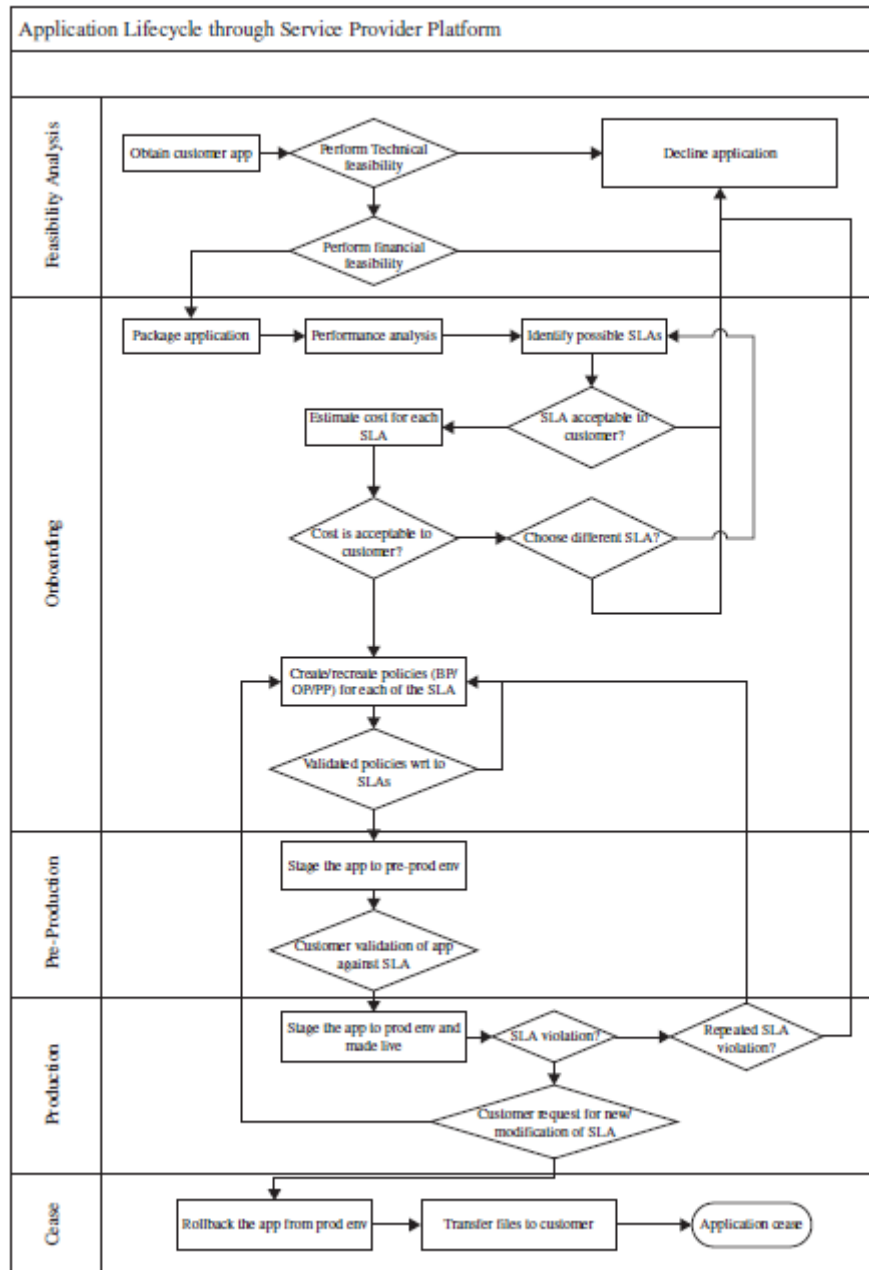 Application Lifecycle through Service Provider Platform
Feasibility Analysis
Obtain customer app
Perform Technical
feasibility
Decline application
Perform financial
feasibility
Onboarding
Package application
Performance analysis
Identify possible SLAs
Estimate cost for each
SLA
SLA acceptable to
customer?
Cost is acceptable to
customer?
Choose different SLA?
Create/recreate policies (BP/
OP/PP) for each of the SLA
Validated policies wrt to
SLAs
Pre-Production
Stage the app to pre-prod env
Customer validation of app
against SLA
Production
Stage the app to prod env and
made live
SLA violation?
Repeated SLA
violation?
Customer request for new/
modification of SLA
Cease
Rollback the app from prod env
Transfer files to customer
Application cease